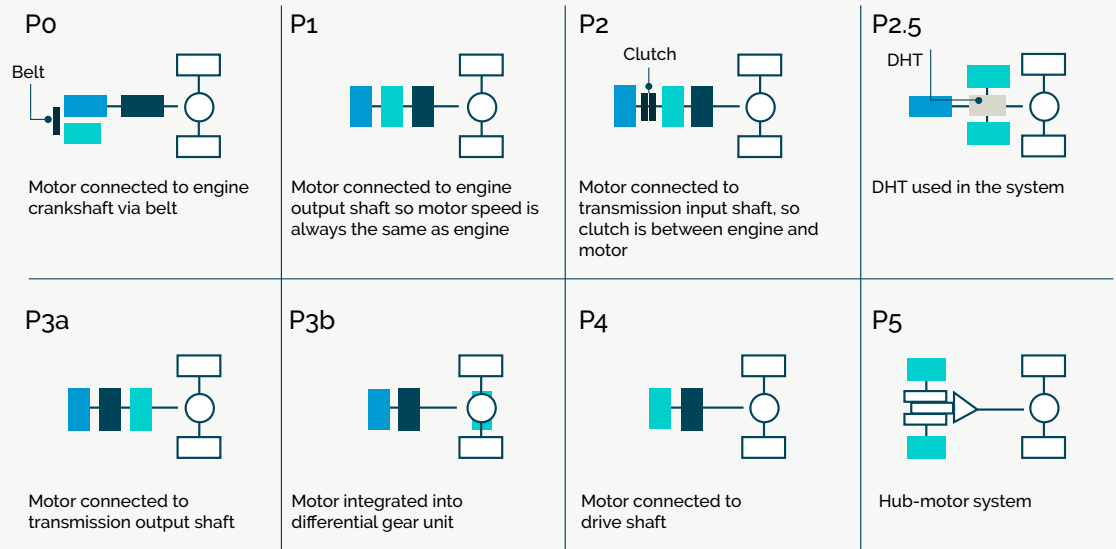 P0
Belt
Motor connected to engine
crankshaft via belt
P1
Motor connected to engine
output shaft so motor speed is
always the same as engine
P2
Clutch
Motor connected to
transmission input shaft, so
clutch is between engine and
motor
P2.5
DHT
DHT used in the system
P3a
Motor connected to
transmission output shaft
P3b
Motor integrated into
differential gear unit
P4
Motor connected to
drive shaft
P5
Hub-motor system